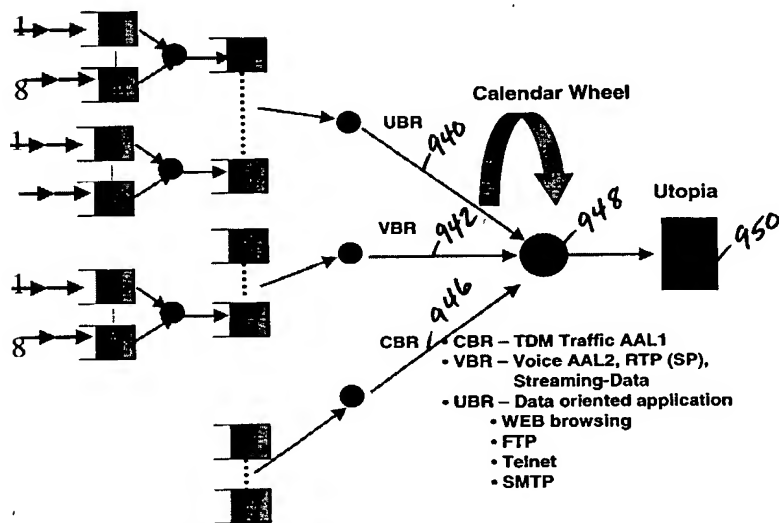 1
8
1
1
8
UBR
940
Calendar Wheel
VBR
942
948
Utopia
950
CBR
946
• CBR – TDM Traffic AAL1
• VBR – Voice AAL2, RTP (SP),
Streaming-Data
• UBR – Data oriented application
• WEB browsing
• FTP
• Telnet
• SMTP